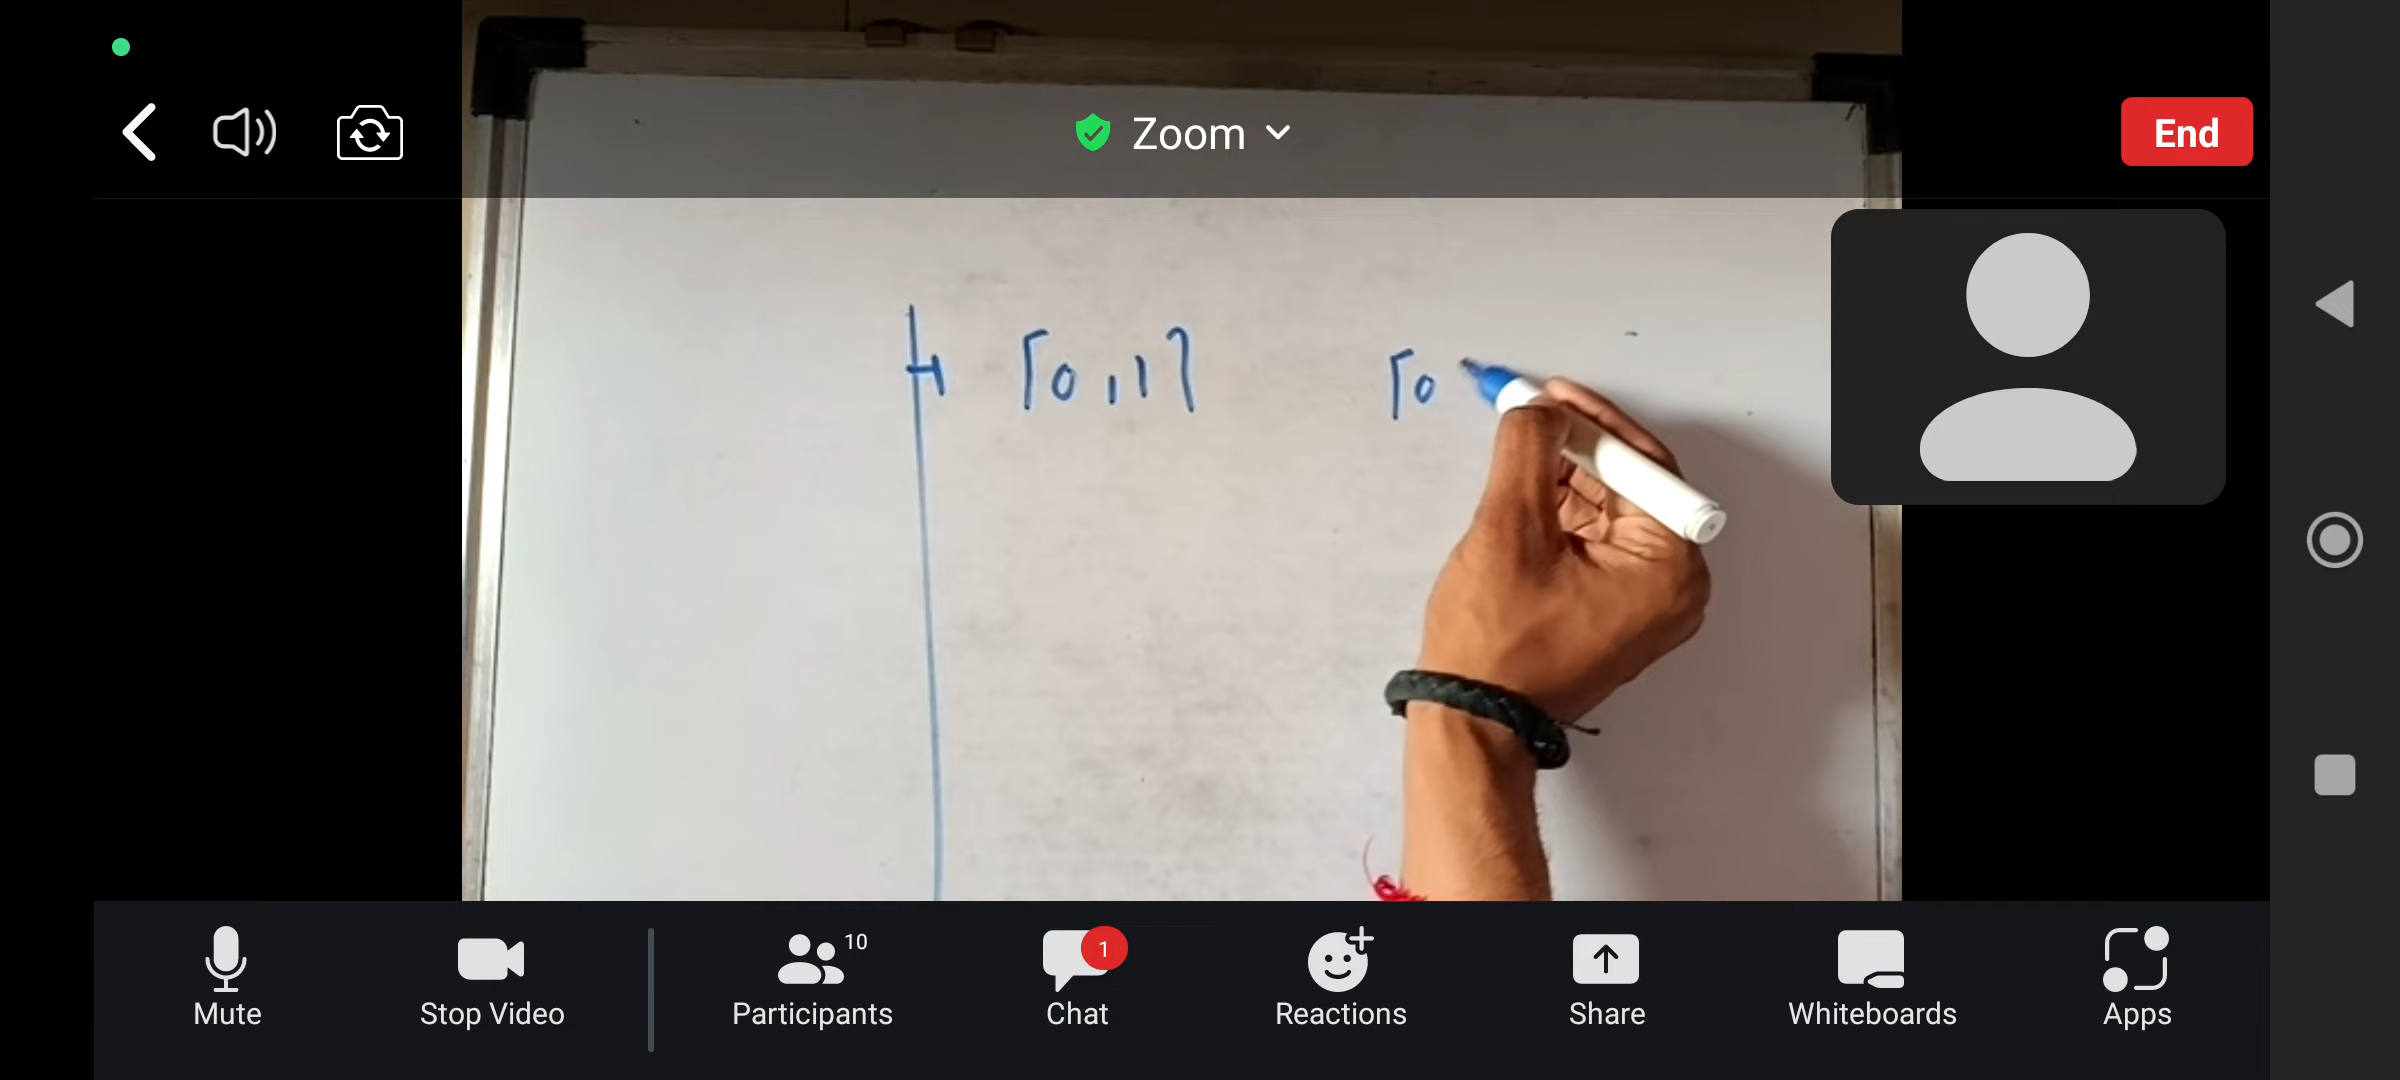 Zoom
End
[0,1] [0
10
1
Mute Stop Video Participants Chat Reactions Share Whiteboards Apps